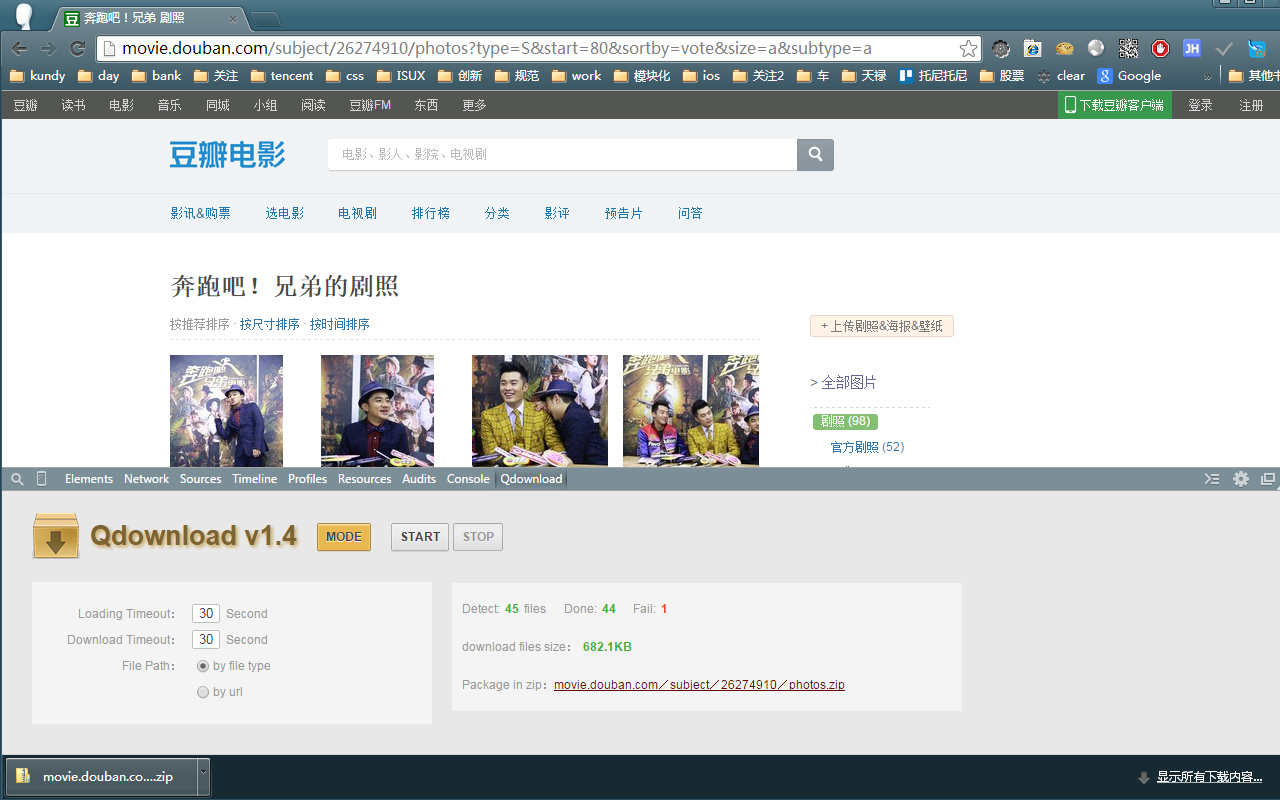 豆 奔跑吧！兄弟 剧照
movie.douban.com/subject/26274910/photos?type=S&start=80&sortby=vote&size=a&subtype=a
JH
kundy day bank 关注 tencent css ISUX 创新 规范 work 模块化 ios 关注2 车 天禄 托尼托尼 股票 clear 8 Google » 其他书
豆瓣 读书 电影 音乐 同城 小组 阅读 豆瓣FM 东西 更多 下载豆瓣客户端 登录 注册
豆瓣电影 电影、影人、影院、电视剧
影讯&购票 选电影 电视剧 排行榜 分类 影评 预告片 问答
奔跑吧！兄弟的剧照
按推荐排序 · 按尺寸排序 · 按时间排序
+ 上传剧照&海报&壁纸
> 全部图片
剧照 (98)
官方剧照 (52)
Elements Network Sources Timeline Profiles Resources Audits Console Qdownload
Qdownload v1.4 MODE START STOP
Loading Timeout： 30 Second
Download Timeout： 30 Second
File Path： by file type
by url
Detect: 45 files Done: 44 Fail: 1
download files size： 682.1KB
Package in zip： movie.douban.com／subject／26274910／photos.zip
movie.douban.co....zip
显示所有下载内容...